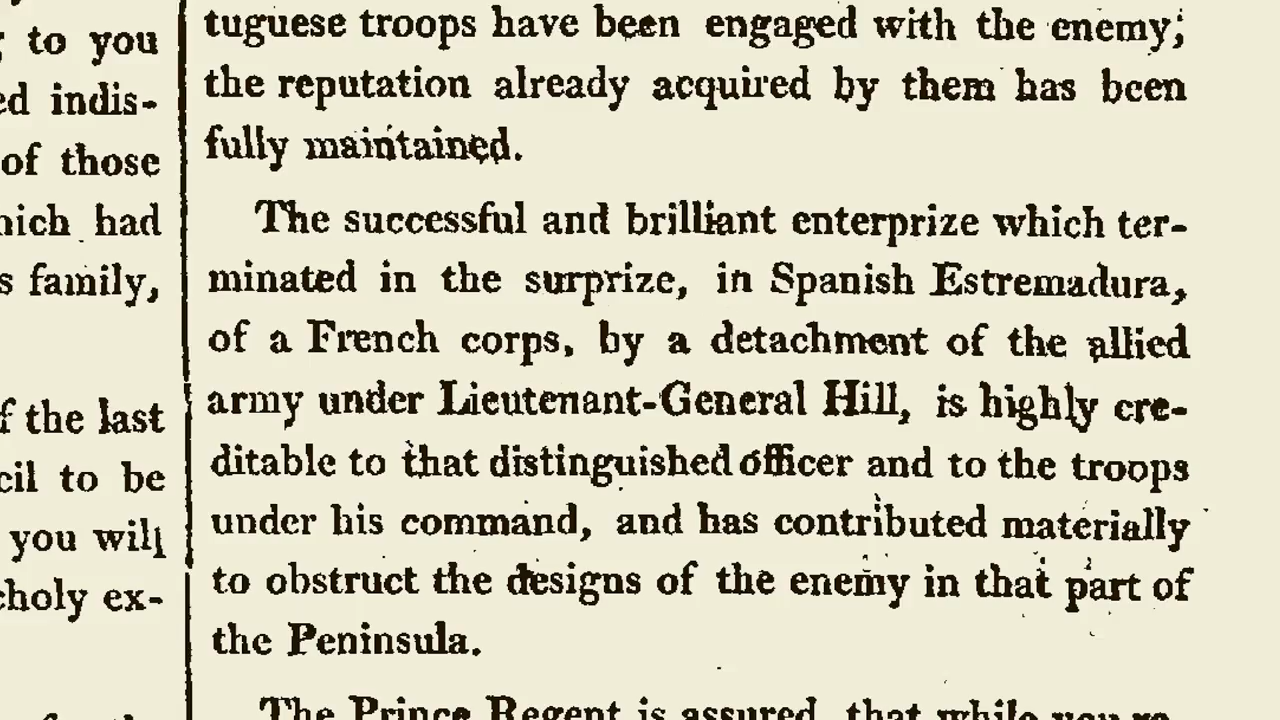 to you
indis-
of those
had
family,
the last
to be
you will
ex-
tuguese troops have been engaged with the enemy;
the reputation already acquired by them has been
fully maintained.
The successful and brilliant enterprize which ter-
minated in the surprize, in Spanish Estremadura,
of a French corps, by a detachment of the allied
army under Lieutenant-General Hill, is highly cre-
ditable to that distinguished officer and to the troops
under his command, and has contributed materially
to obstruct the designs of the enemy in that part of
the Peninsula.
The Prince Regent is assured, that while you re-